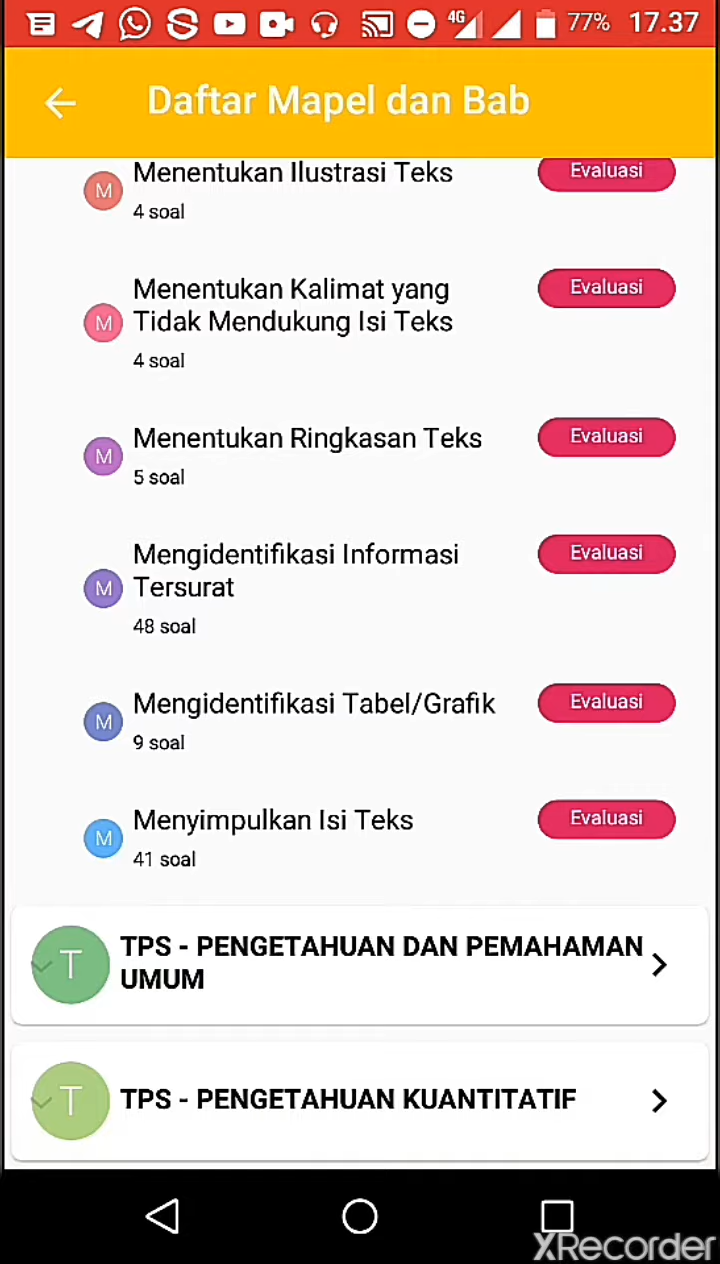 4G 77% 17.37
Daftar Mapel dan Bab
Menentukan Ilustrasi Teks Evaluasi
M
4 soal
Menentukan Kalimat yang Evaluasi
M Tidak Mendukung Isi Teks
4 soal
Menentukan Ringkasan Teks Evaluasi
M
5 soal
Mengidentifikasi Informasi Evaluasi
M Tersurat
48 soal
Mengidentifikasi Tabel/Grafik Evaluasi
M
9 soal
Menyimpulkan Isi Teks Evaluasi
M
41 soal
T TPS - PENGETAHUAN DAN PEMAHAMAN
UMUM
T TPS - PENGETAHUAN KUANTITATIF
XRecorder